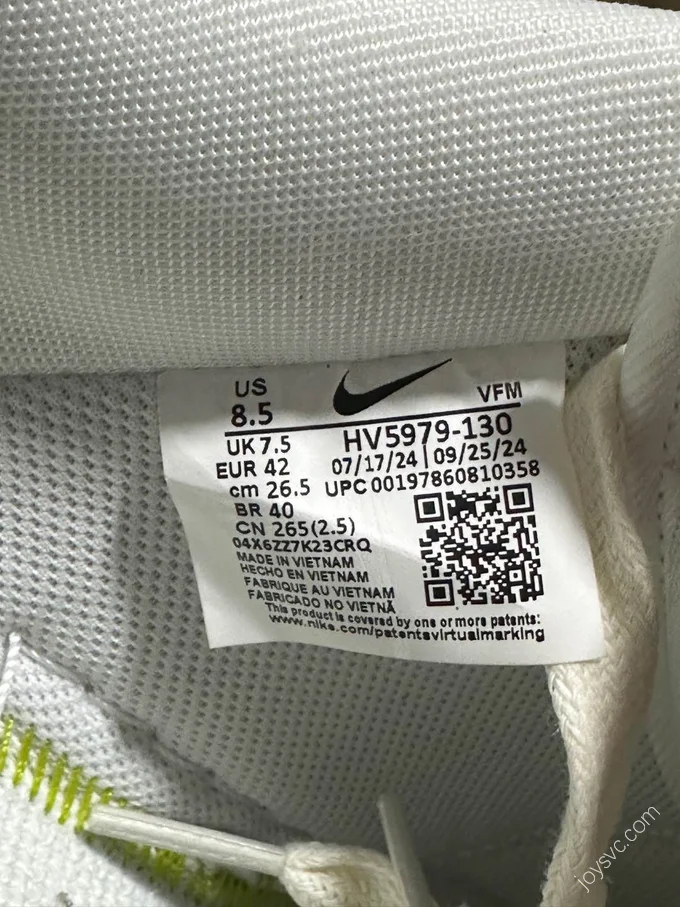 US
8.5
VFM
UK 7.5
HV5979-130
EUR 42
07/17/24 | 09/25/24
cm 26.5
UPC 00197860810358
BR 40
CN 265(2.5)
04X6ZZ7K23CRQ
MADE IN VIETNAM
HECHO EN VIETNAM
FABRIQUE AU VIETNAM
FABRICADO NO VIETNÃ
This product is covered by one or more patents:
www.nike.com/patentsvirtualmarking
joysvc.com